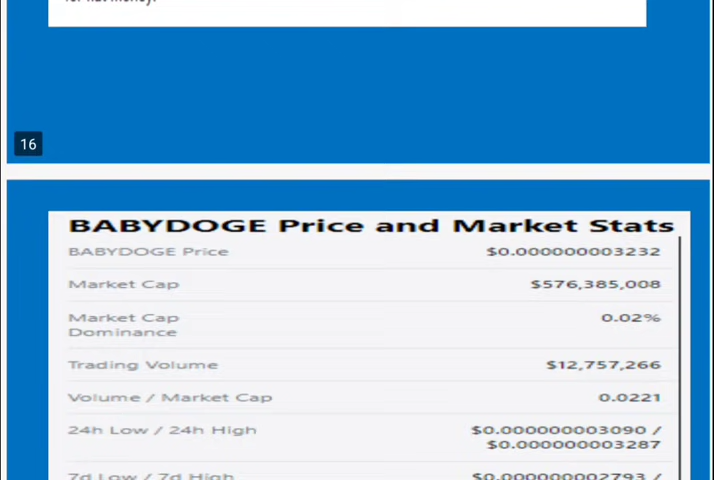 16
BABYDOGE Price and Market Stats
BABYDOGE Price $0.000000003232
Market Cap $576,385,008
Market Cap 0.02%
Dominance
Trading Volume $12,757,266
Volume / Market Cap 0.0221
24h Low / 24h High $0.000000003090 /
$0.000000003287
7d Low / 7d High $0.000000002793 /